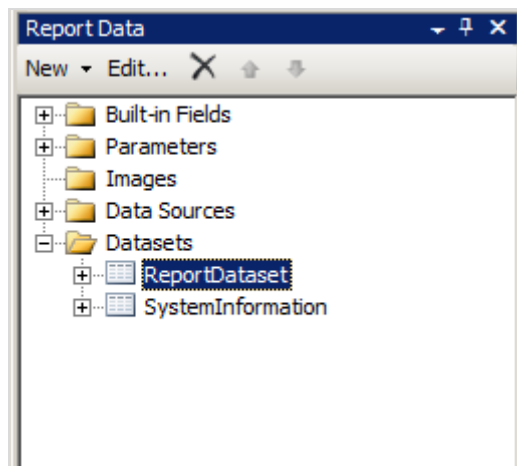 Report Data
New Edit...
Built-in Fields
Parameters
Images
Data Sources
Datasets
ReportDataset
SystemInformation